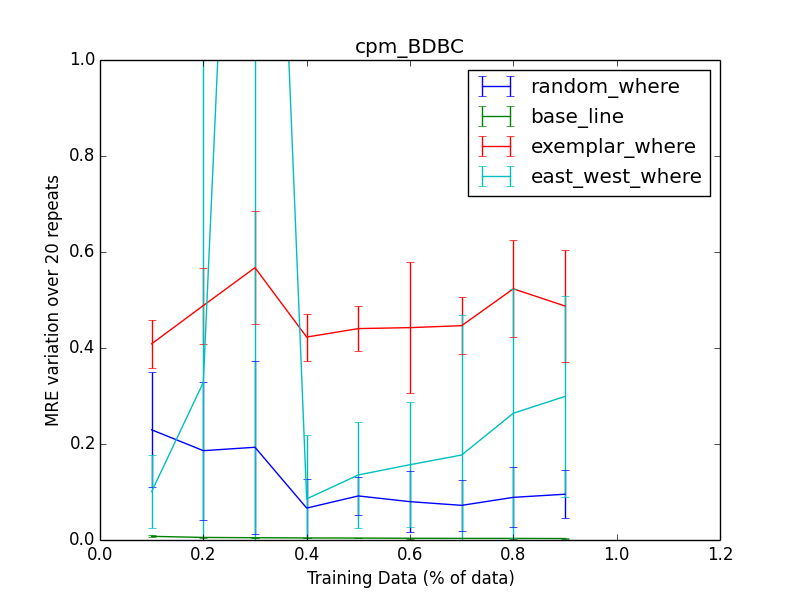 cpm_BDBC
random_where
base_line
exemplar_where
east_west_where
MRE variation over 20 repeats
1.0
0.8
0.6
0.4
0.2
0.0
0.0 0.2 0.4 0.6 0.8 1.0 1.2
Training Data (% of data)